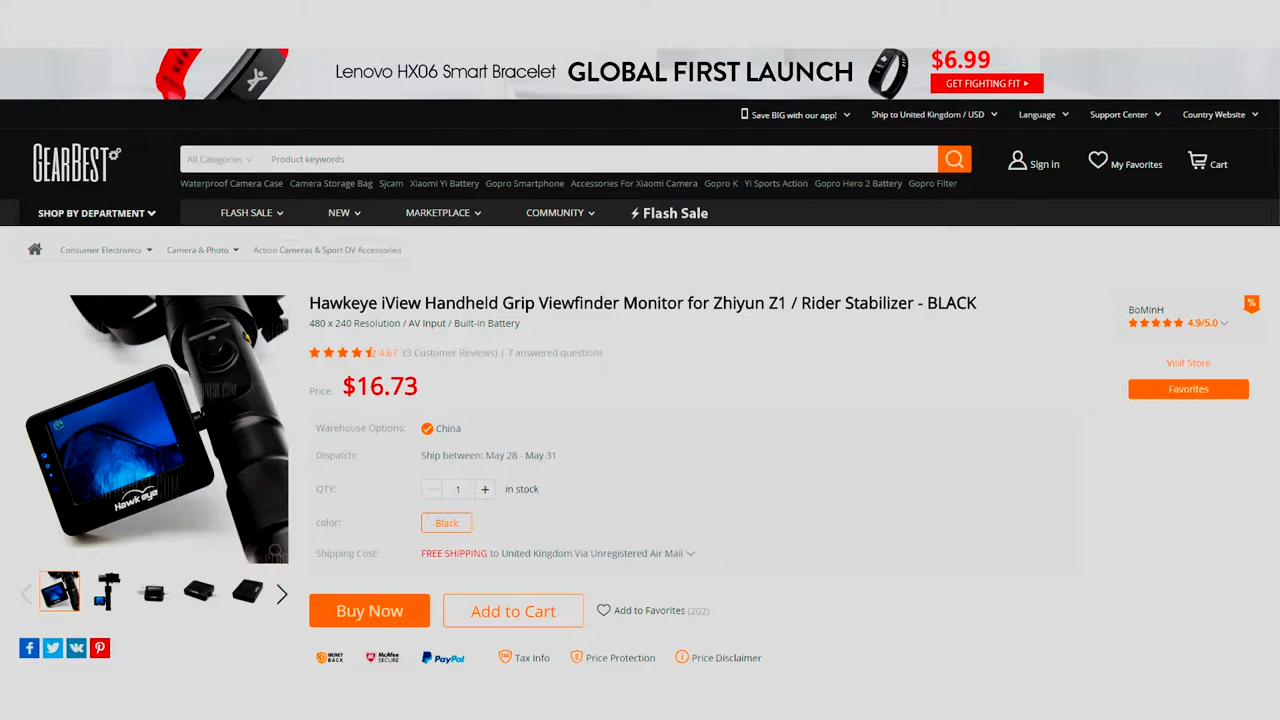 Lenovo HX06 Smart Bracelet GLOBAL FIRST LAUNCH $6.99
GET FIGHTING FIT
Save BIG with our app! Ship to United Kingdom / USD Language Support Center Country Website
GEARBEST
All Categories Product keywords
Sign in My Favorites Cart
Waterproof Camera Case Camera Storage Bag Sjcam Xiaomi Yi Battery Gopro Smartphone Accessories For Xiaomi Camera Gopro K Yi Sports Action Gopro Hero 2 Battery Gopro Filter
SHOP BY DEPARTMENT FLASH SALE NEW MARKETPLACE COMMUNITY Flash Sale
Consumer Electronics Camera & Photo Action Cameras & Sport DV Accessories
Hawkeye iView Handheld Grip Viewfinder Monitor for Zhiyun Z1 / Rider Stabilizer - BLACK
480 x 240 Resolution / AV Input / Built-in Battery
4.67 (3 Customer Reviews) | 7 answered questions
Price: $16.73
Warehouse Options: China
Dispatch: Ship between: May 28 - May 31
QTY: 1 + in stock
color: Black
Shipping Cost: FREE SHIPPING to United Kingdom Via Unregistered Air Mail
Buy Now Add to Cart Add to Favorites (202)
MONEY BACK McAfee SECURE PayPal Tax Info Price Protection Price Disclaimer
BoMinH %
4.9/5.0
Visit Store
Favorites
Hawkeye